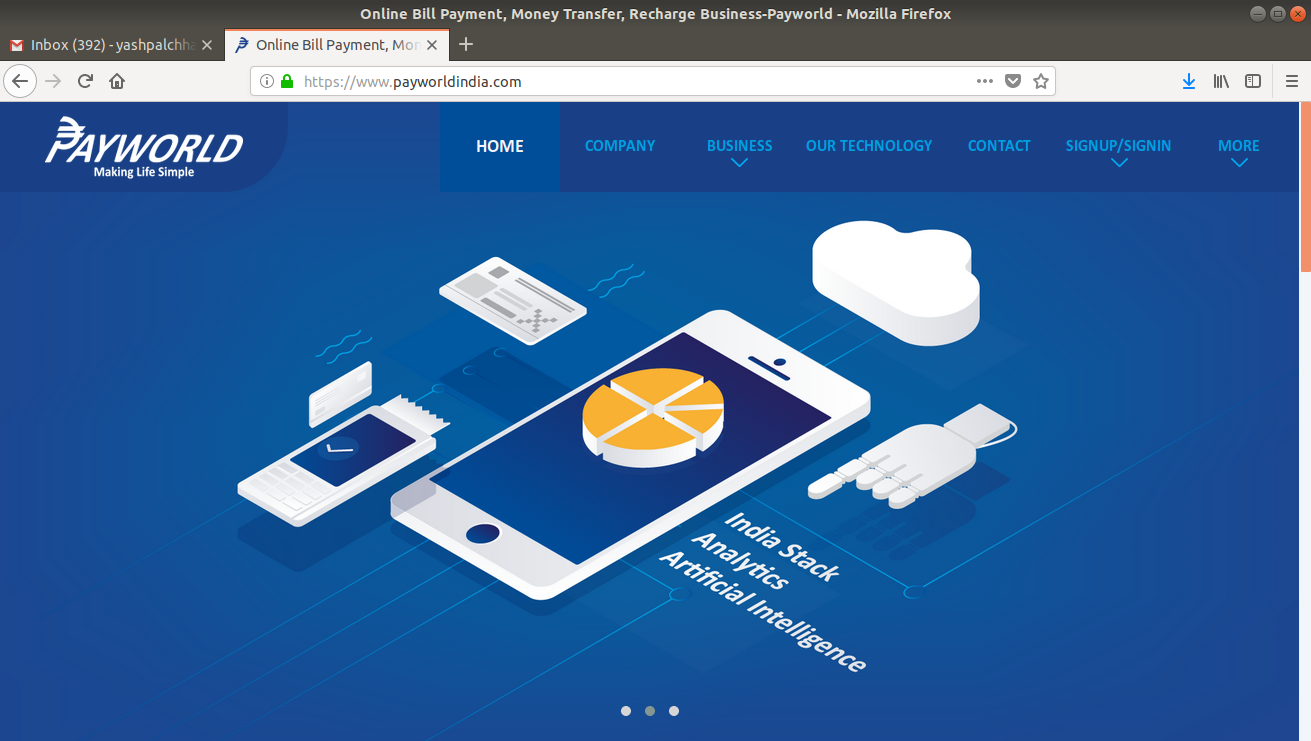 Online Bill Payment, Money Transfer, Recharge Business-Payworld - Mozilla Firefox
Inbox (392) - yashpalchh
Online Bill Payment, Mon
https://www.payworldindia.com
PAYWORLD
Making Life Simple
HOME
COMPANY
BUSINESS
OUR TECHNOLOGY
CONTACT
SIGNUP/SIGNIN
MORE
India Stack
Analytics
Artificial Intelligence